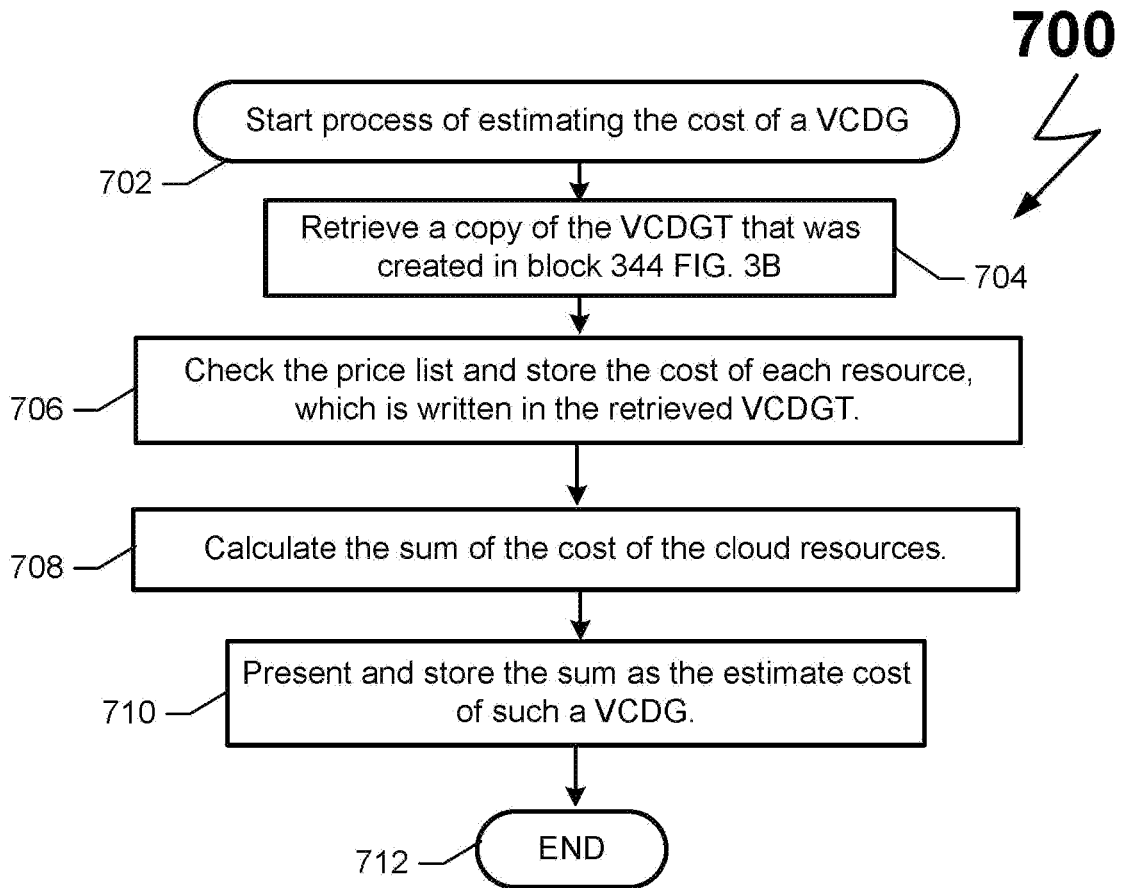 700
Start process of estimating the cost of a VCDG
702
Retrieve a copy of the VCDGT that was
created in block 344 FIG. 3B
704
Check the price list and store the cost of each resource,
which is written in the retrieved VCDGT.
706
Calculate the sum of the cost of the cloud resources.
708
Present and store the sum as the estimate cost
of such a VCDG.
710
END
712